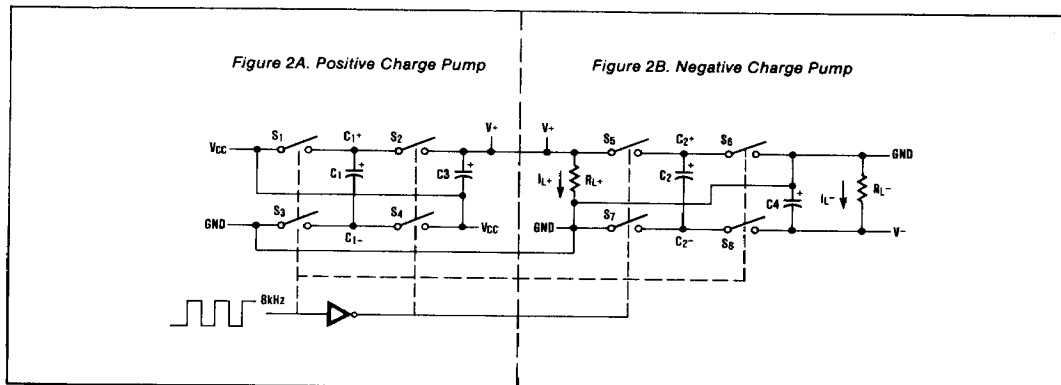 Figure 2A. Positive Charge Pump
Figure 2B. Negative Charge Pump
VCC
S1
C1+
S2
V+
V+
S5
C2+
S6
GND
C1
C3
IL+
RL+
C2
C4
IL-
RL-
GND
S3
C1-
S4
VCC
GND
S7
C2-
S8
V-
8kHz